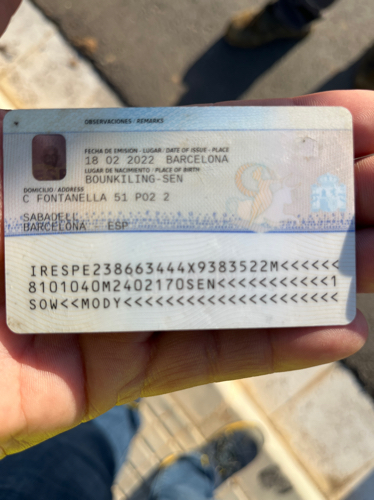 OBSERVACIONES / REMARKS
FECHA DE EMISIÓN · LUGAR / DATE OF ISSUE · PLACE
18 02 2022 BARCELONA
LUGAR DE NACIMIENTO / PLACE OF BIRTH
BOUNKILING-SEN
DOMICILIO / ADDRESS
C FONTANELLA 51 P02 2
SABADELL
BARCELONA ESP
IRESPE238663444X9383522M<<<<<<
8101040M2402170SEN<<<<<<<<<<<1
SOW<<MODY<<<<<<<<<<<<<<<<<<<<<